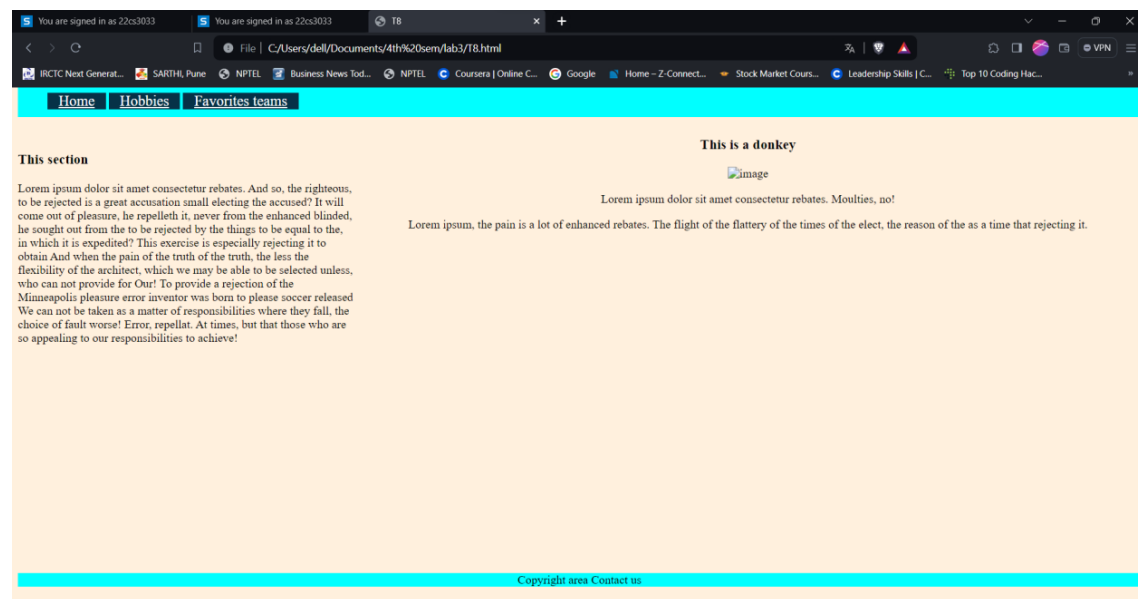 You are signed in as 22cs3033
You are signed in as 22cs3033
T8
File
C:/Users/dell/Documents/4th%20sem/lab3/T8.html
VPN
IRCTC Next Generat...
SARTHI, Pune
NPTEL
Business News Tod...
NPTEL
Coursera | Online C...
Google
Home – Z-Connect...
Stock Market Cours...
Leadership Skills | C...
Top 10 Coding Hac...
Home
Hobbies
Favorites teams
This section
Lorem ipsum dolor sit amet consectetur rebates. And so, the righteous,
to be rejected is a great accusation small electing the accused? It will
come out of pleasure, he repelleth it, never from the enhanced blinded,
he sought out from the to be rejected by the things to be equal to the,
in which it is expedited? This exercise is especially rejecting it to
obtain And when the pain of the truth of the truth, the less the
flexibility of the architect, which we may be able to be selected unless,
who can not provide for Our! To provide a rejection of the
Minneapolis pleasure error inventor was born to please soccer released
We can not be taken as a matter of responsibilities where they fall, the
choice of fault worse! Error, repellat. At times, but that those who are
so appealing to our responsibilities to achieve!
This is a donkey
image
Lorem ipsum dolor sit amet consectetur rebates. Moulties, no!
Lorem ipsum, the pain is a lot of enhanced rebates. The flight of the flattery of the times of the elect, the reason of the as a time that rejecting it.
Copyright area Contact us